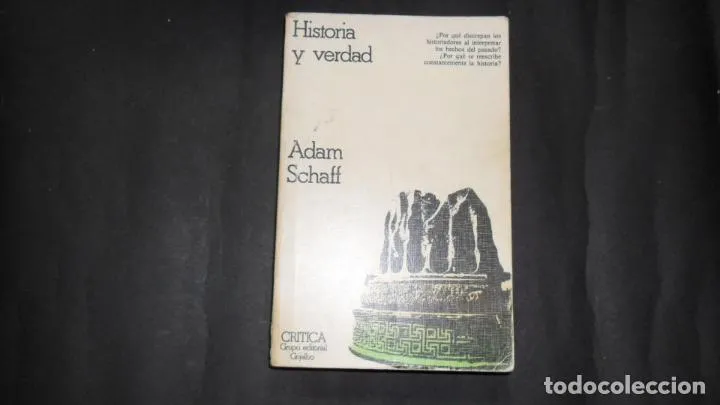 Historia
y verdad
¿Por qué discrepan los
historiadores al interpretar
los hechos del pasado?
¿Por qué se reescribe
constantemente la historia?
Adam
Schaff
CRITICA
Grupo editorial
Grijalbo
todocoleccion